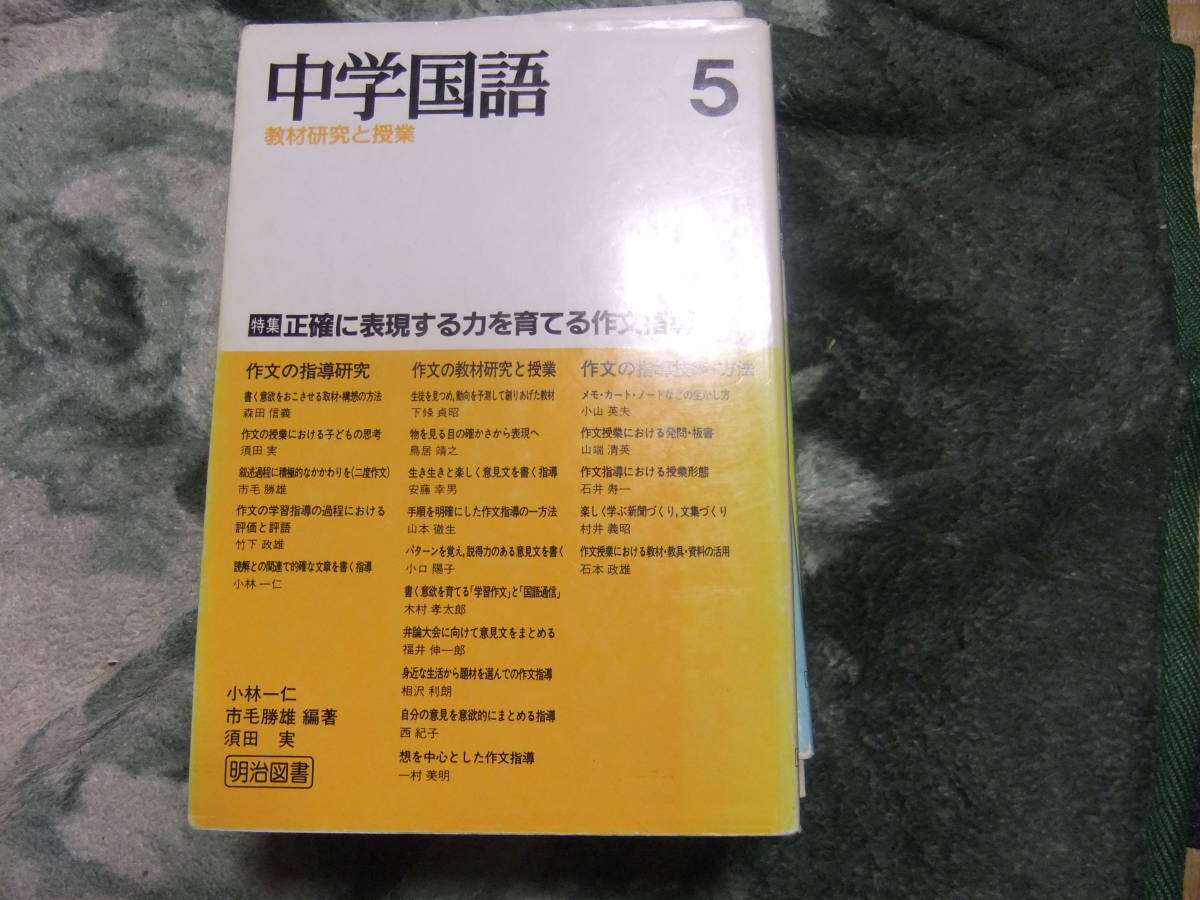 中学国語
5
教材研究と授業
特集 正確に表現する力を育てる作文指導
作文の指導研究
書く意欲をおこさせる取材・構想の方法
森田 信義
作文の授業における子どもの思考
須田 実
叙述過程に積極的なかかわりを(二度作文)
市毛 勝雄
作文の学習指導の過程における
評価と評語
竹下 政雄
読解との関連で的確な文章を書く指導
小林 一仁
作文の教材研究と授業
生徒を見つめ,動向を予測して創りあげた教材
下條 貞昭
物を見る目の確かさから表現へ
鳥居 靖之
生き生きと楽しく意見文を書く指導
安藤 幸男
手順を明確にした作文指導の一方法
山本 徹生
パターンを覚え,説得力のある意見文を書く
小口 陽子
書く意欲を育てる「学習作文」と「国語通信」
木村 孝太郎
弁論大会に向けて意見文をまとめる
福井 伸一郎
身近な生活から題材を選んでの作文指導
相沢 利朗
自分の意見を意欲的にまとめる指導
西 紀子
想を中心とした作文指導
一村 美明
作文の指導 方法
メモ・カード・ノートなどの生かし方
小山 英夫
作文授業における発問・板書
山端 清英
作文指導における授業形態
石井 寿一
楽しく学ぶ新聞づくり,文集づくり
村井 義昭
作文授業における教材・教具・資料の活用
石本 政雄
小林一仁
市毛勝雄 編著
須田 実
明治図書